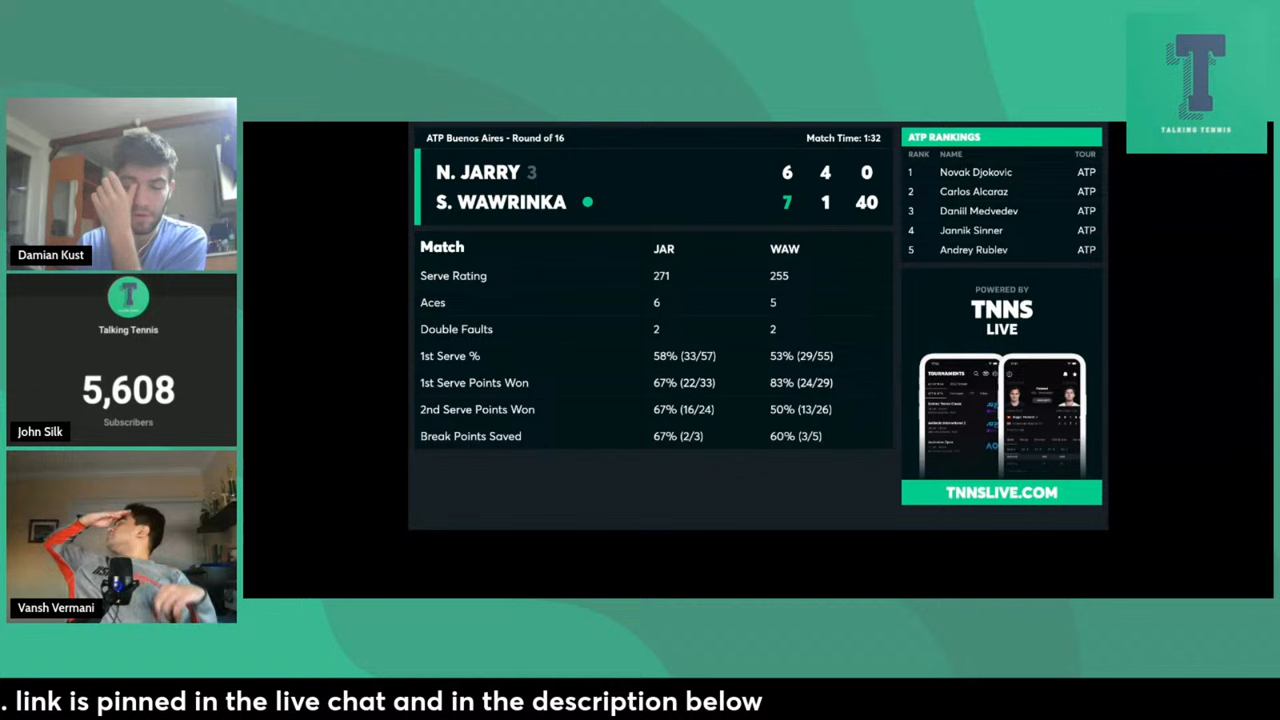 T
TALKING TENNIS
Damian Kust
T
Talking Tennis
5,608
Subscribers
John Silk
Vansh Vermani
ATP Buenos Aires - Round of 16 Match Time: 1:32
N. JARRY 3 6 4 0
S. WAWRINKA 7 1 40
Match JAR WAW
Serve Rating 271 255
Aces 6 5
Double Faults 2 2
1st Serve % 58% (33/57) 53% (29/55)
1st Serve Points Won 67% (22/33) 83% (24/29)
2nd Serve Points Won 67% (16/24) 50% (13/26)
Break Points Saved 67% (2/3) 60% (3/5)
ATP RANKINGS
RANK NAME TOUR
1 Novak Djokovic ATP
2 Carlos Alcaraz ATP
3 Daniil Medvedev ATP
4 Jannik Sinner ATP
5 Andrey Rublev ATP
POWERED BY
TNNS
LIVE
TOURNAMENTS
TNNSLIVE.COM
. link is pinned in the live chat and in the description below